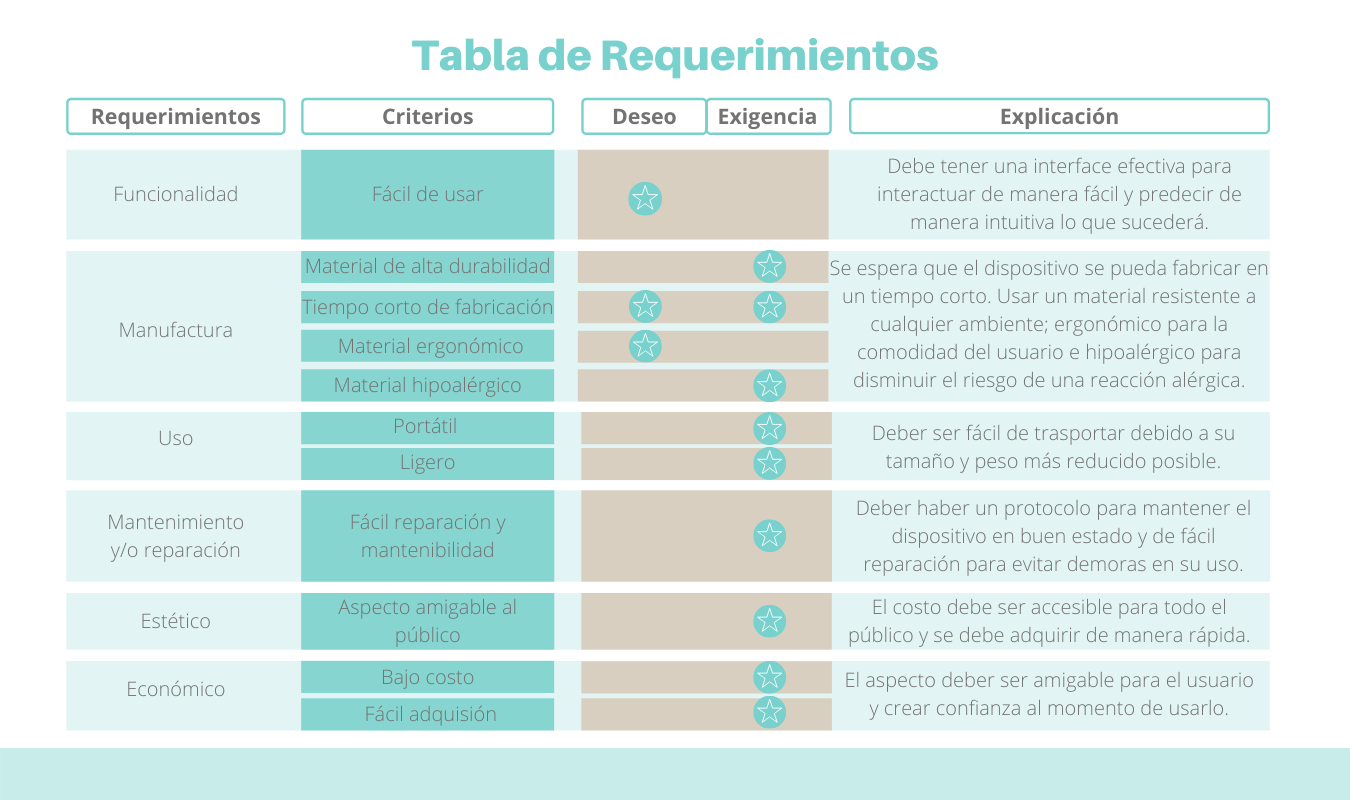 Tabla de Requerimientos
Requerimientos
Criterios
Deseo
Exigencia
Explicación
Funcionalidad
Fácil de usar
Debe tener una interface efectiva para
interactuar de manera fácil y predecir de
manera intuitiva lo que sucederá.
Manufactura
Material de alta durabilidad
Tiempo corto de fabricación
Material ergonómico
Material hipoalérgico
Se espera que el dispositivo se pueda fabricar en
un tiempo corto. Usar un material resistente a
cualquier ambiente; ergonómico para la
comodidad del usuario e hipoalérgico para
disminuir el riesgo de una reacción alérgica.
Uso
Portátil
Ligero
Deber ser fácil de trasportar debido a su
tamaño y peso más reducido posible.
Mantenimiento
y/o reparación
Fácil reparación y
mantenibilidad
Deber haber un protocolo para mantener el
dispositivo en buen estado y de fácil
reparación para evitar demoras en su uso.
Estético
Aspecto amigable al
público
El costo debe ser accesible para todo el
público y se debe adquirir de manera rápida.
Económico
Bajo costo
Fácil adquisión
El aspecto deber ser amigable para el usuario
y crear confianza al momento de usarlo.